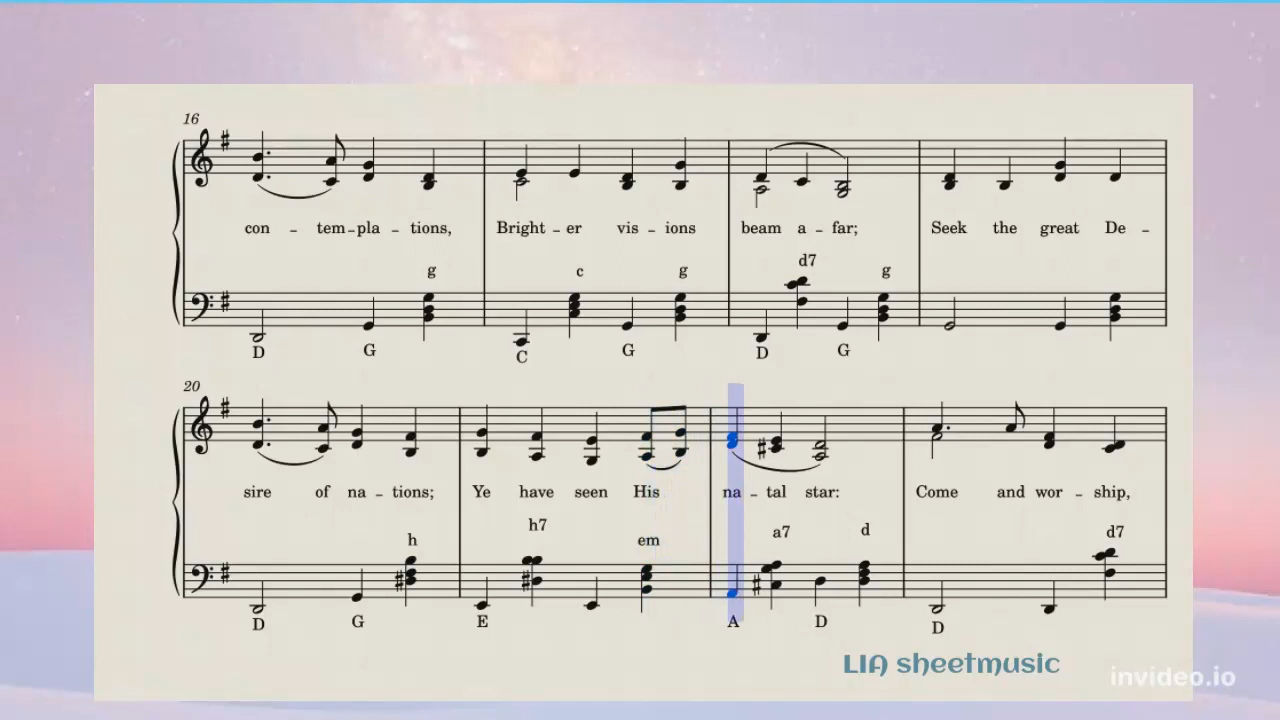 16
con - tem - pla - tions, Bright - er vis - ions beam a - far; Seek the great De -
g c g d7 g
D G C G D G
20
sire of na - tions; Ye have seen His na - tal star: Come and wor - ship,
h h7 em a7 d d7
D G E A D D
LIA sheetmusic
invideo.io